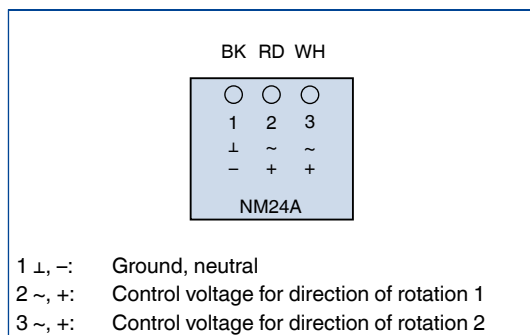 BK RD WH
1 2 3
⊥ ~ ~
– + +
NM24A
1 ⊥, –: Ground, neutral
2 ~, +: Control voltage for direction of rotation 1
3 ~, +: Control voltage for direction of rotation 2